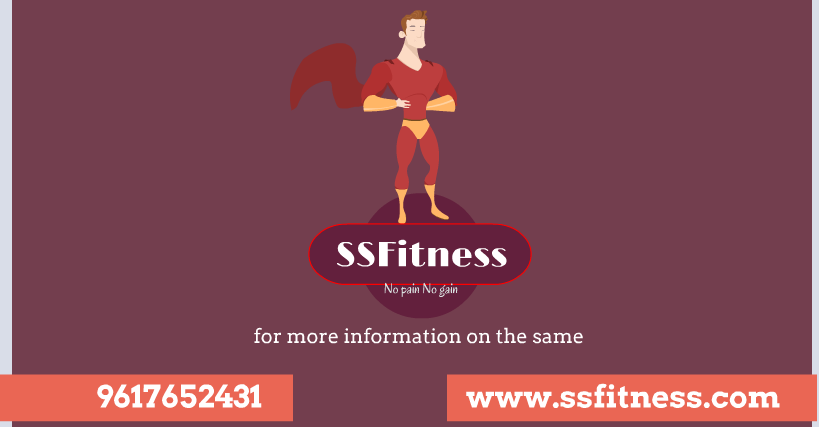 SSFitness
No pain No gain
for more information on the same
9617652431
www.ssfitness.com